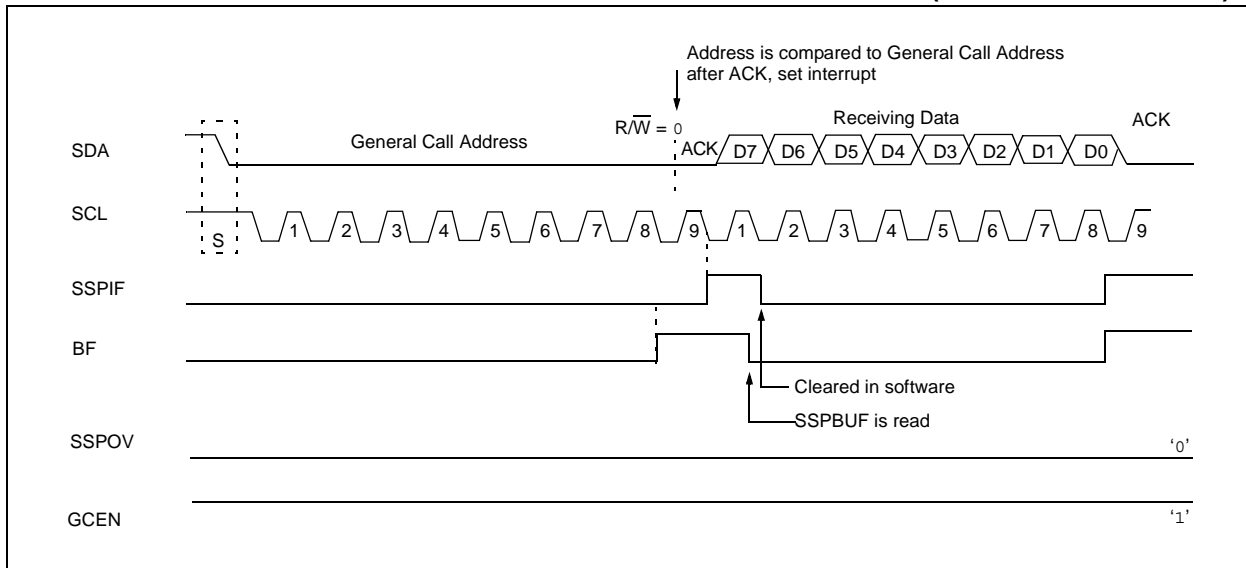 Address is compared to General Call Address
after ACK, set interrupt
R/W = 0
Receiving Data
ACK
SDA
General Call Address
ACK
D7 D6 D5 D4 D3 D2 D1 D0
SCL
S
1 2 3 4 5 6 7 8 9 1 2 3 4 5 6 7 8 9
SSPIF
BF
Cleared in software
SSPBUF is read
SSPOV
‘0’
GCEN
‘1’